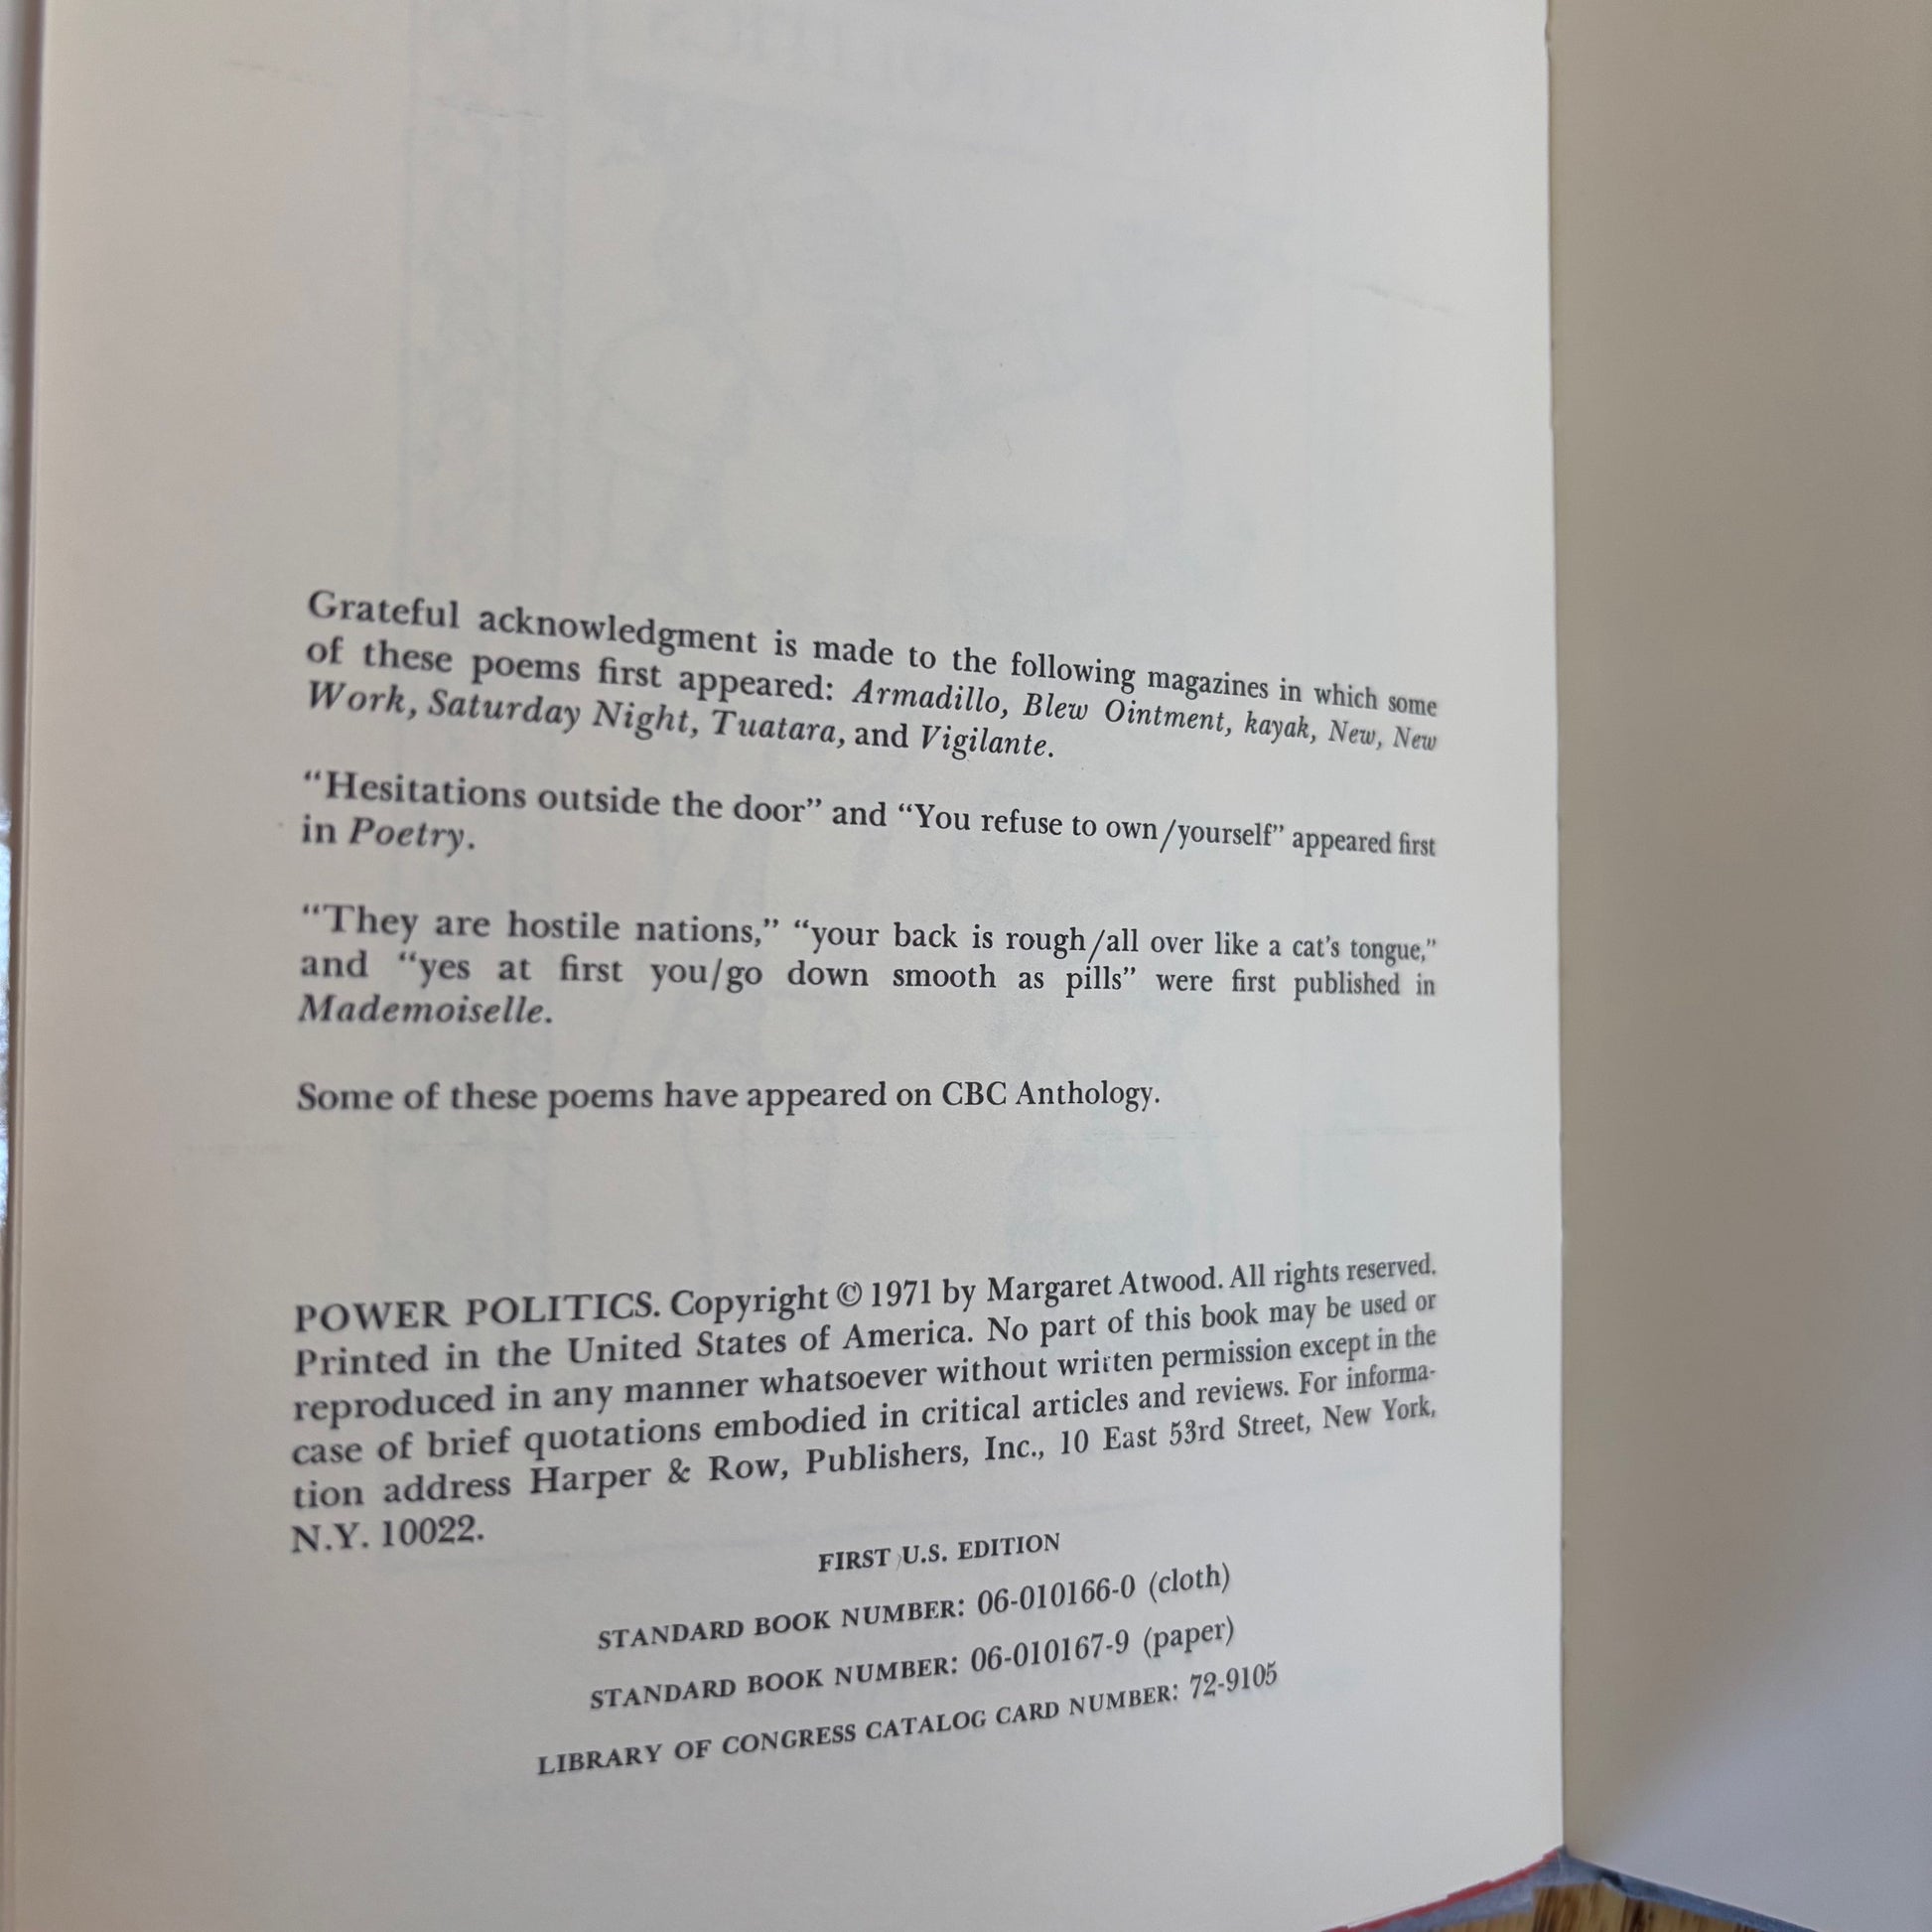 Grateful acknowledgment is made to the following magazines in which some
of these poems first appeared: Armadillo, Blew Ointment, kayak, New, New
Work, Saturday Night, Tuatara, and Vigilante.
“Hesitations outside the door” and “You refuse to own/yourself” appeared first
in Poetry.
“They are hostile nations,” “your back is rough/all over like a cat’s tongue,”
and “yes at first you/go down smooth as pills” were first published in
Mademoiselle.
Some of these poems have appeared on CBC Anthology.
POWER POLITICS. Copyright © 1971 by Margaret Atwood. All rights reserved.
Printed in the United States of America. No part of this book may be used or
reproduced in any manner whatsoever without written permission except in the
case of brief quotations embodied in critical articles and reviews. For informa-
tion address Harper & Row, Publishers, Inc., 10 East 53rd Street, New York,
N.Y. 10022.
FIRST U.S. EDITION
STANDARD BOOK NUMBER: 06-010166-0 (cloth)
STANDARD BOOK NUMBER: 06-010167-9 (paper)
LIBRARY OF CONGRESS CATALOG CARD NUMBER: 72-9105